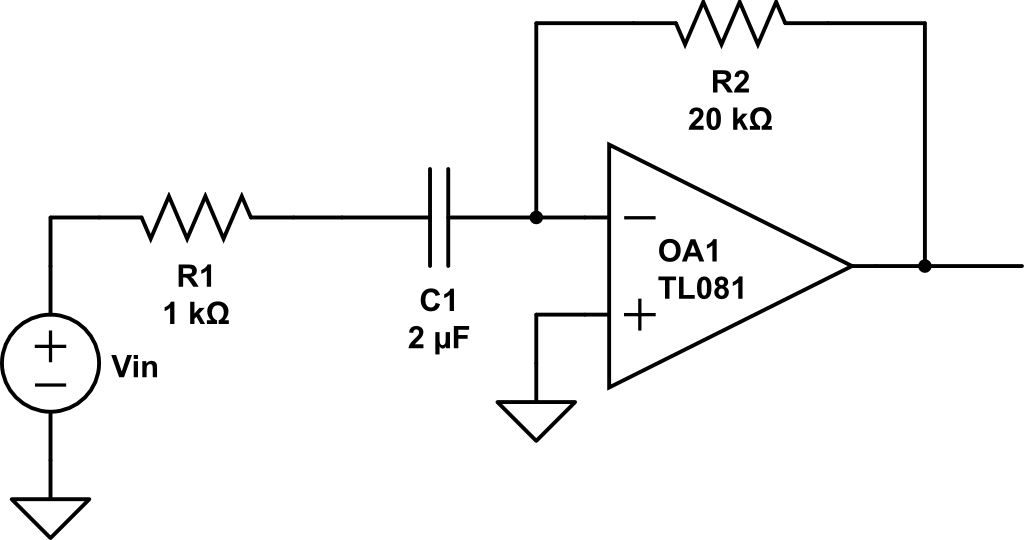 R2
20 kΩ
OA1
TL081
R1
1 kΩ
C1
2 µF
Vin